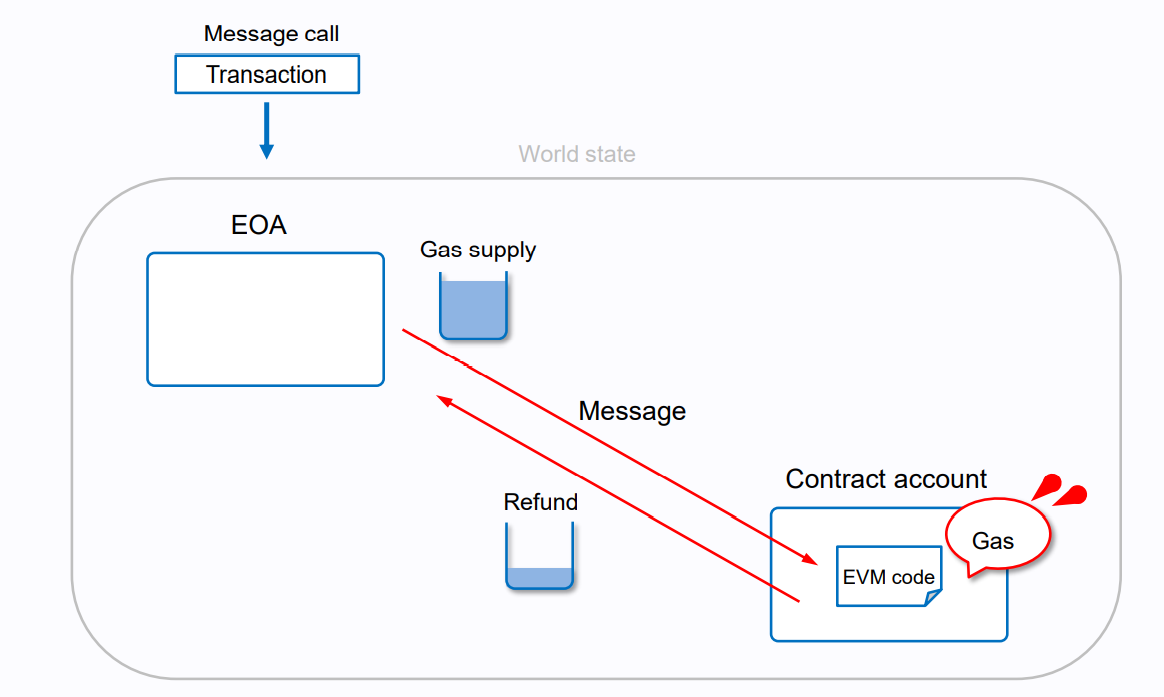 Message call
Transaction
World state
EOA
Gas supply
Message
Contract account
Refund
Gas
EVM code